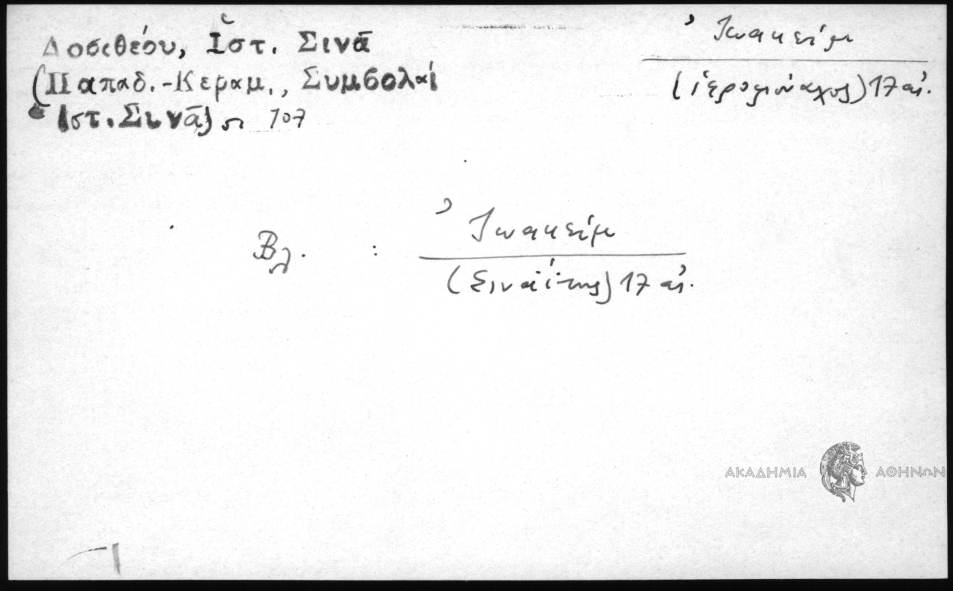 Δοσιθέου, Ἱστ. Σινᾶ
(Παπαδ.-Κεραμ., Συμβολαί
Ἱστ. Σινᾶ) σ 107
Ἰωακείμ
(ἱερομόναχος) 17 αἰ.
Βλ. : Ἰωακείμ
(Σιναΐτης) 17 αἰ.
ΑΚΑΔΗΜΙΑ ΑΘΗΝΩΝ